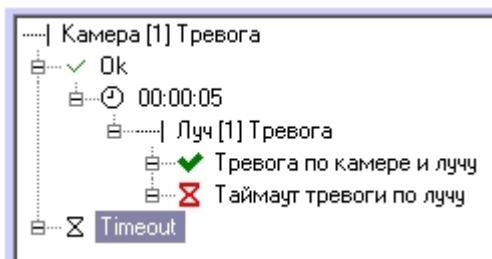 Камера [1] Тревога
Ok
00:00:05
Луч [1] Тревога
Тревога по камере и лучу
Таймаут тревоги по лучу
Timeout